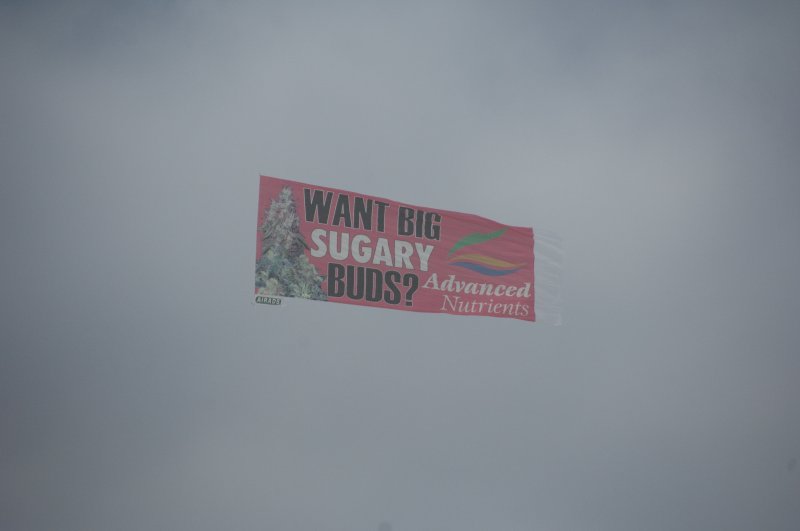 WANT BIG
SUGARY
BUDS?
Advanced
Nutrients
AIRADS